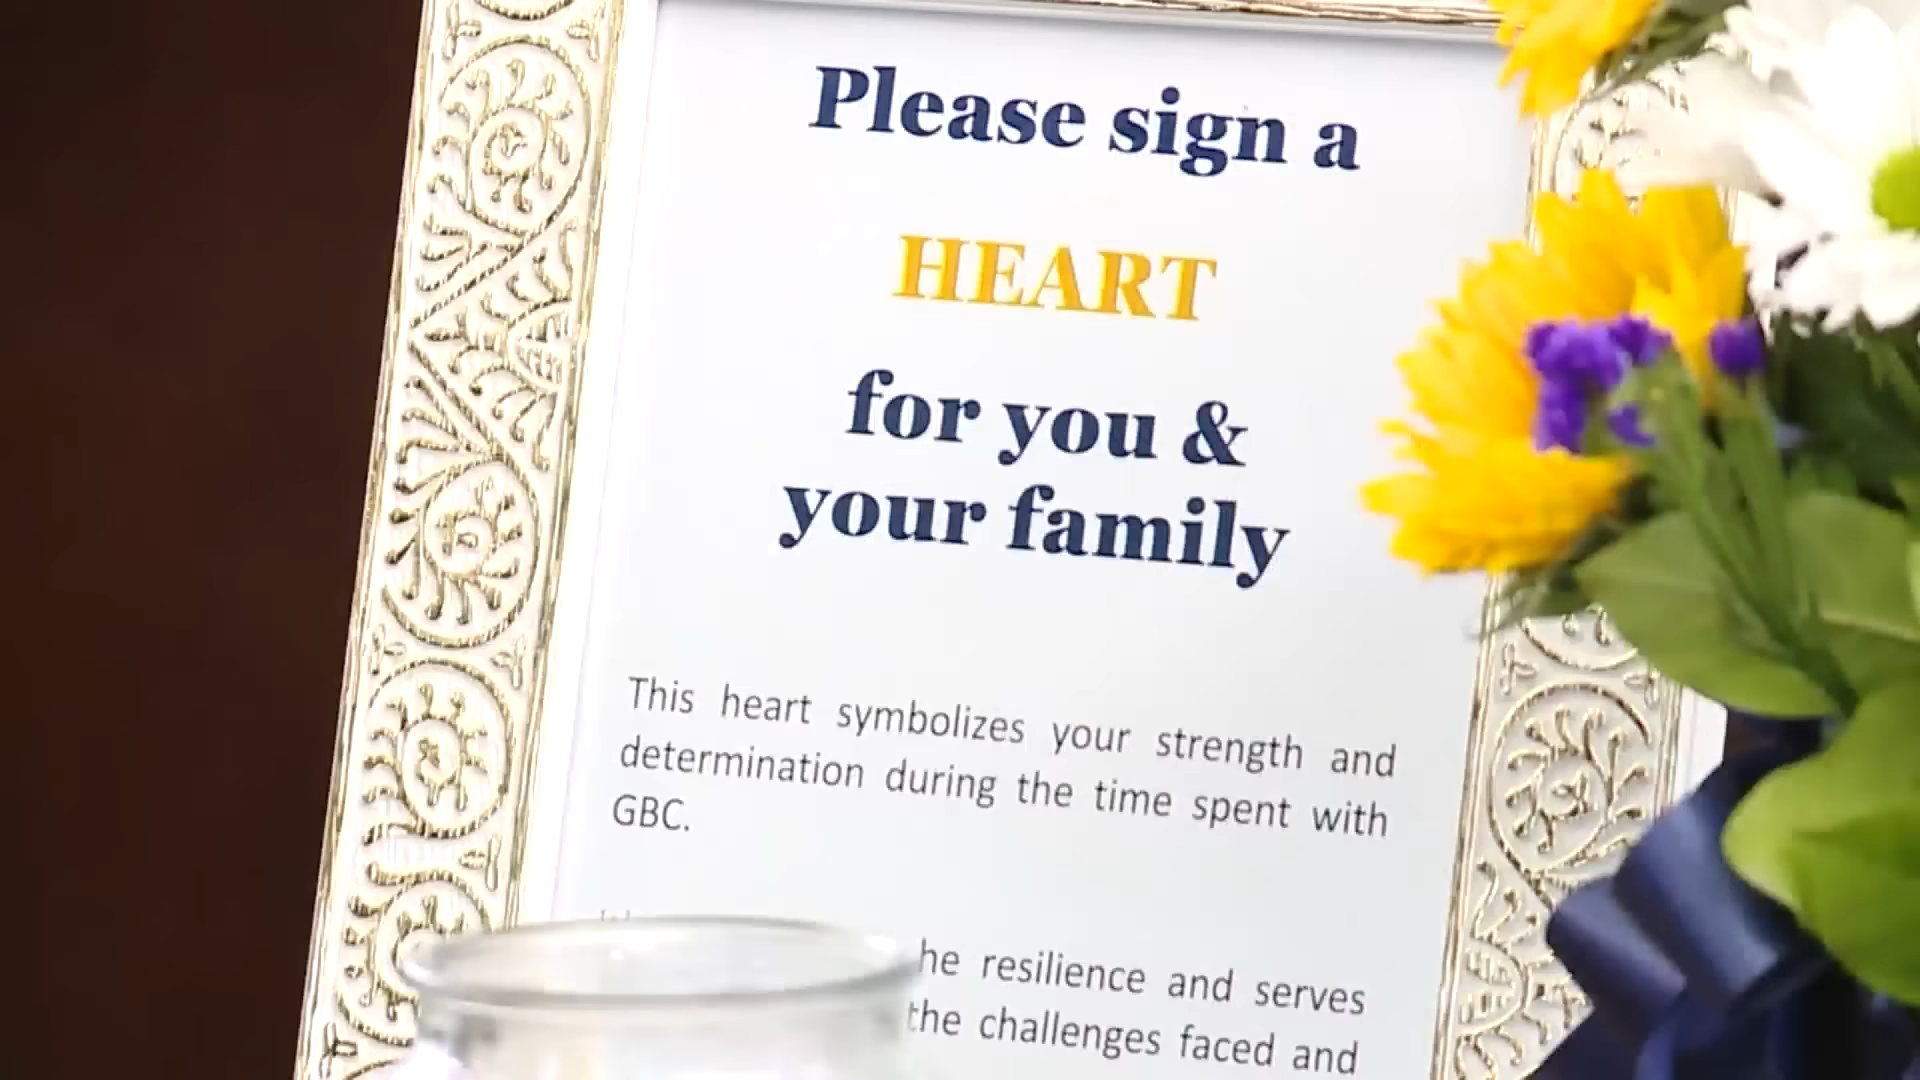 Please sign a
HEART
for you &
your family
This heart symbolizes your strength and
determination during the time spent with
GBC.
resilience and serves
the challenges faced and